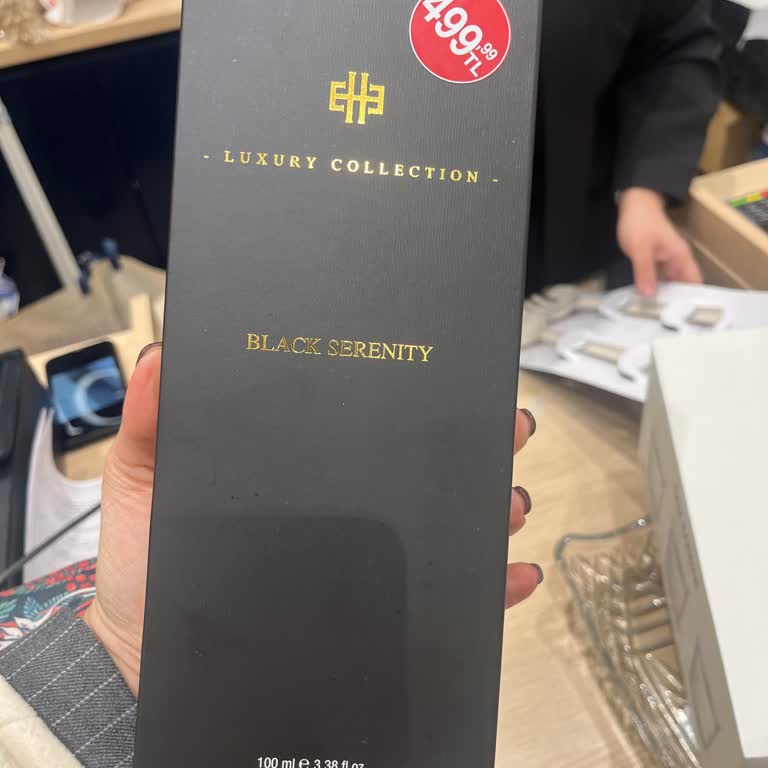 499,99
TL
- LUXURY COLLECTION -
BLACK SERENITY
100 ml ℮ 3.38 fl oz